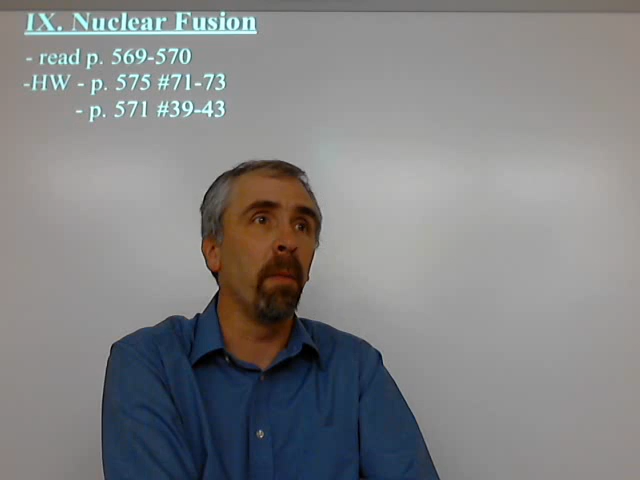 IX. Nuclear Fusion
- read p. 569-570
-HW - p. 575 #71-73
- p. 571 #39-43